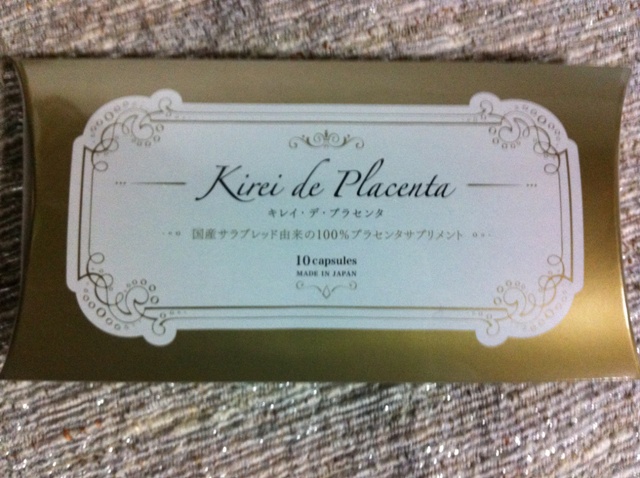 Kirei de Placenta
キレイ・デ・プラセンタ
国産サラブレッド由来の100%プラセンタサプリメント
10 capsules
MADE IN JAPAN